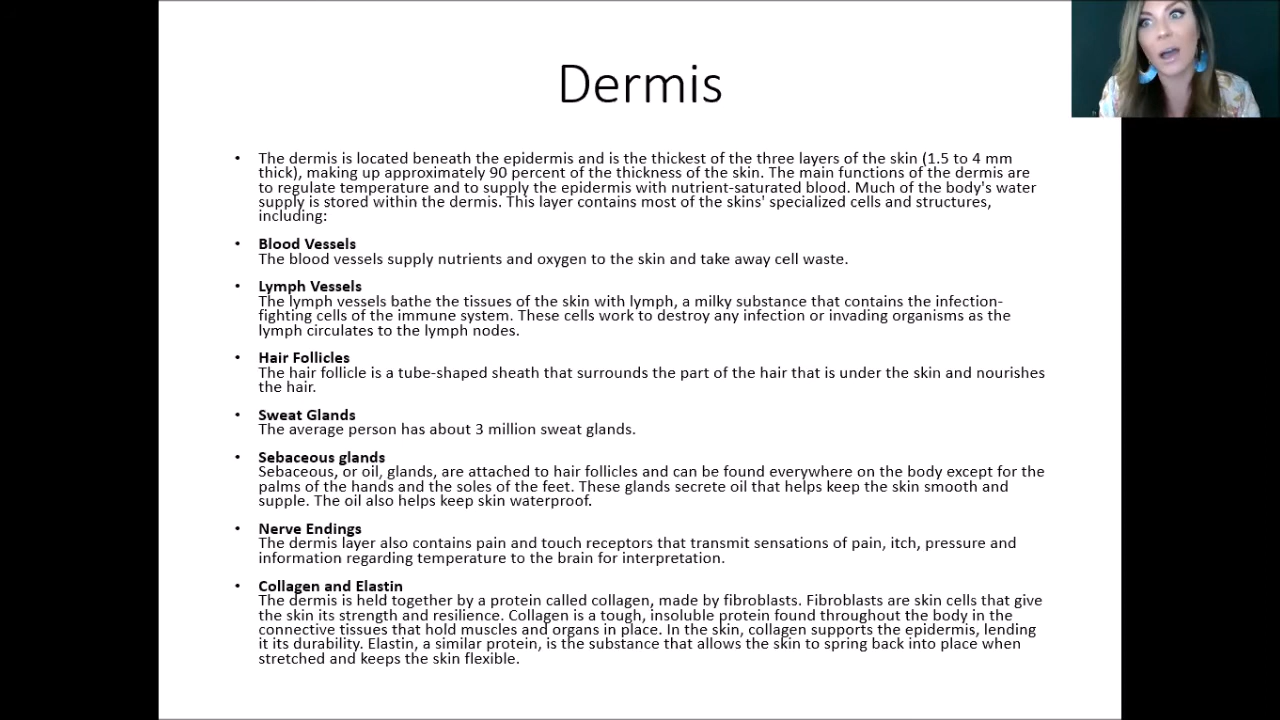 Dermis
• The dermis is located beneath the epidermis and is the thickest of the three layers of the skin (1.5 to 4 mm
thick), making up approximately 90 percent of the thickness of the skin. The main functions of the dermis are
to regulate temperature and to supply the epidermis with nutrient-saturated blood. Much of the body's water
supply is stored within the dermis. This layer contains most of the skins' specialized cells and structures,
including:
• Blood Vessels
The blood vessels supply nutrients and oxygen to the skin and take away cell waste.
• Lymph Vessels
The lymph vessels bathe the tissues of the skin with lymph, a milky substance that contains the infection-
fighting cells of the immune system. These cells work to destroy any infection or invading organisms as the
lymph circulates to the lymph nodes.
• Hair Follicles
The hair follicle is a tube-shaped sheath that surrounds the part of the hair that is under the skin and nourishes
the hair.
• Sweat Glands
The average person has about 3 million sweat glands.
• Sebaceous glands
Sebaceous, or oil, glands, are attached to hair follicles and can be found everywhere on the body except for the
palms of the hands and the soles of the feet. These glands secrete oil that helps keep the skin smooth and
supple. The oil also helps keep skin waterproof.
• Nerve Endings
The dermis layer also contains pain and touch receptors that transmit sensations of pain, itch, pressure and
information regarding temperature to the brain for interpretation.
• Collagen and Elastin
The dermis is held together by a protein called collagen, made by fibroblasts. Fibroblasts are skin cells that give
the skin its strength and resilience. Collagen is a tough, insoluble protein found throughout the body in the
connective tissues that hold muscles and organs in place. In the skin, collagen supports the epidermis, lending
it its durability. Elastin, a similar protein, is the substance that allows the skin to spring back into place when
stretched and keeps the skin flexible.